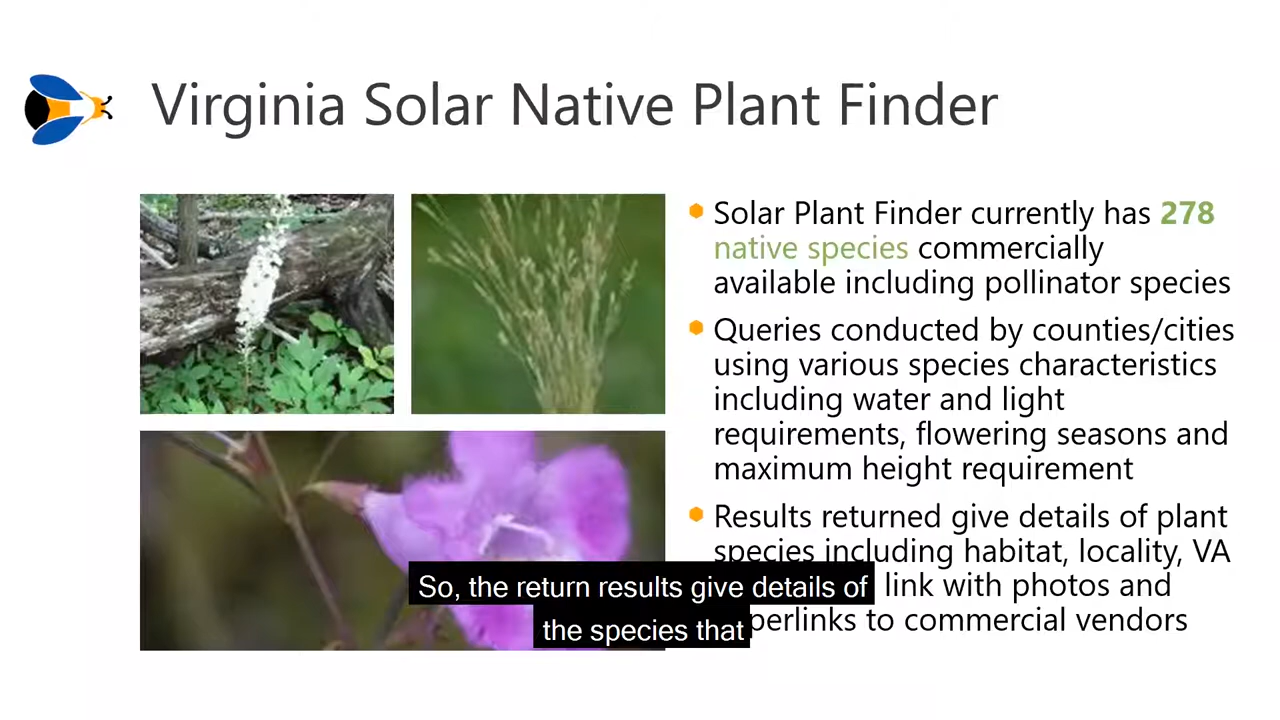 Virginia Solar Native Plant Finder
Solar Plant Finder currently has 278
native species commercially
available including pollinator species
Queries conducted by counties/cities
using various species characteristics
including water and light
requirements, flowering seasons and
maximum height requirement
Results returned give details of plant
species including habitat, locality, VA
link with photos and
perlinks to commercial vendors
So, the return results give details of
the species that